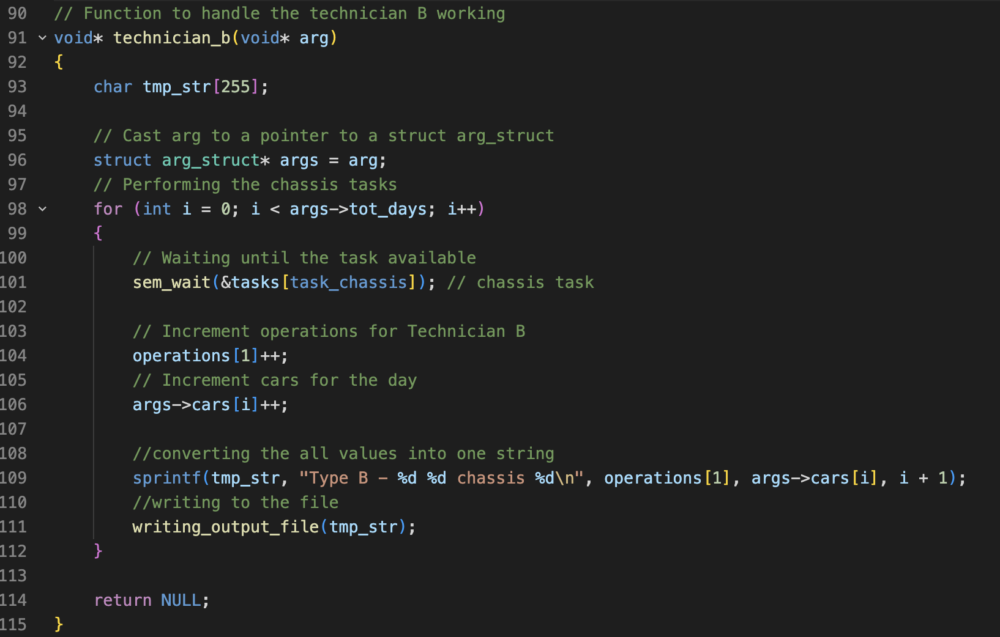 90 // Function to handle the technician B working
91 void* technician_b(void* arg)
92 {
93     char tmp_str[255];
94
95     // Cast arg to a pointer to a struct arg_struct
96     struct arg_struct* args = arg;
97     // Performing the chassis tasks
98     for (int i = 0; i < args->tot_days; i++)
99     {
100         // Waiting until the task available
101         sem_wait(&tasks[task_chassis]); // chassis task
102
103         // Increment operations for Technician B
104         operations[1]++;
105         // Increment cars for the day
106         args->cars[i]++;
107
108         //converting the all values into one string
109         sprintf(tmp_str, "Type B - %d %d chassis %d\n", operations[1], args->cars[i], i + 1);
110         //writing to the file
111         writing_output_file(tmp_str);
112     }
113
114     return NULL;
115 }